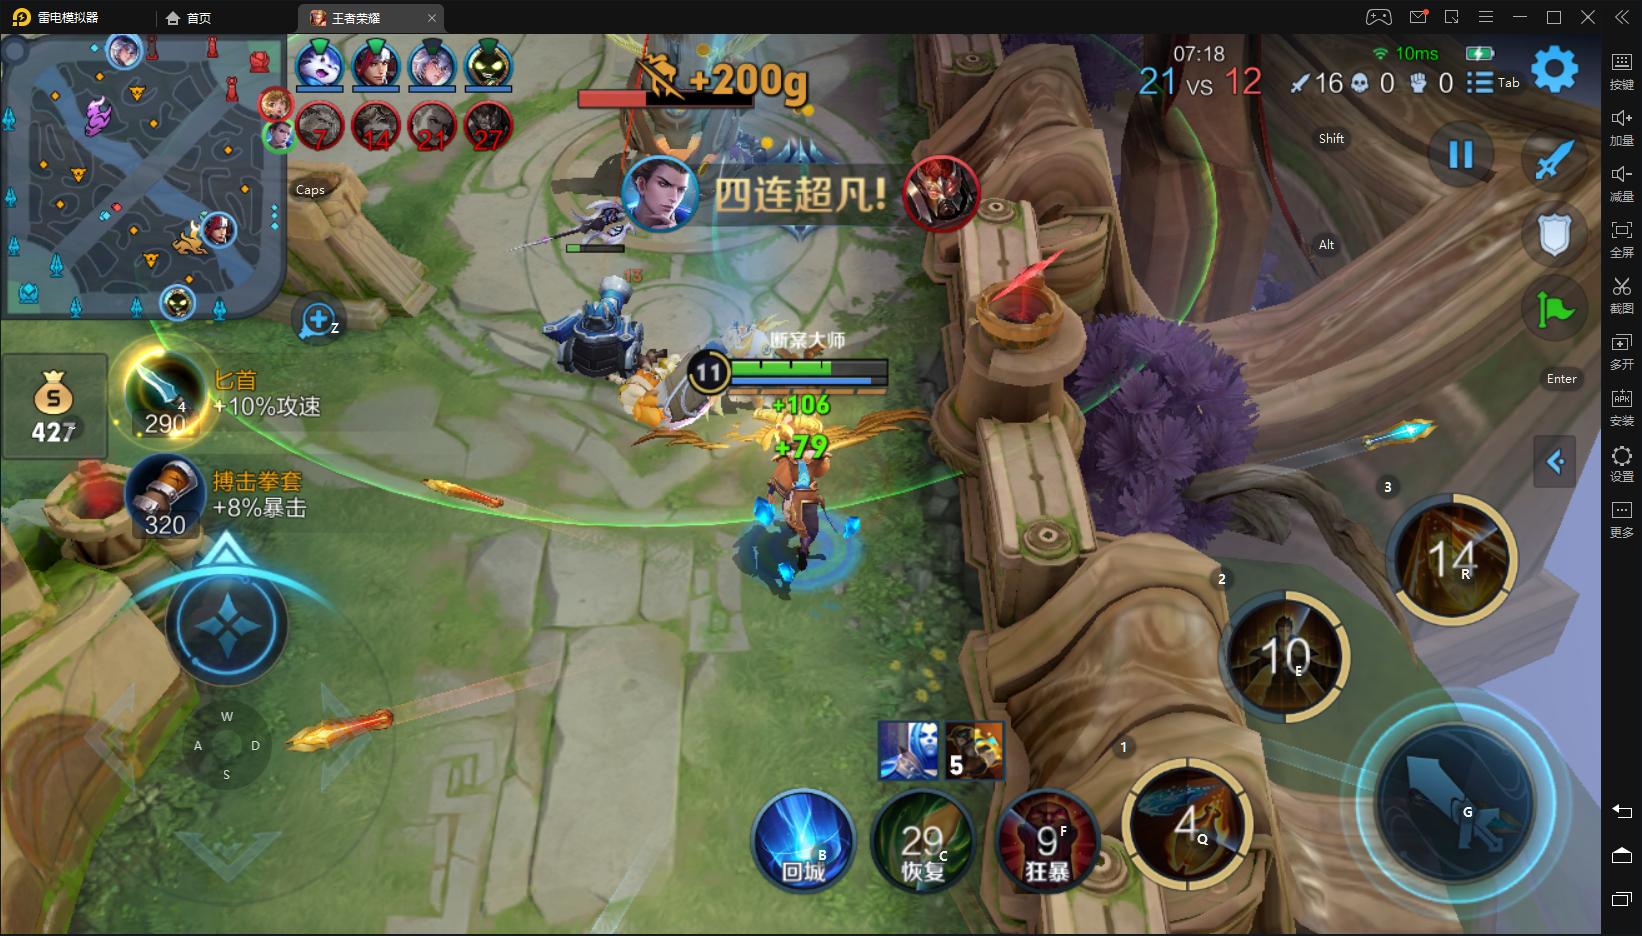 雷电模拟器
首页
王者荣耀
7
14
21
27
+200g
07:18
10ms
21 vs 12
16 0 0
Tab
Shift
Caps
四连超凡!
Alt
Z
13
断案大师
11
+106
+79
427
匕首
+10%攻速
4
290
搏击拳套
+8%暴击
320
Enter
3
14
R
2
10
E
1
4
Q
W
A
D
S
5
B
回城
29
C
恢复
9
F
狂暴
G
按键
加量
减量
全屏
截图
多开
APK
安装
设置
更多